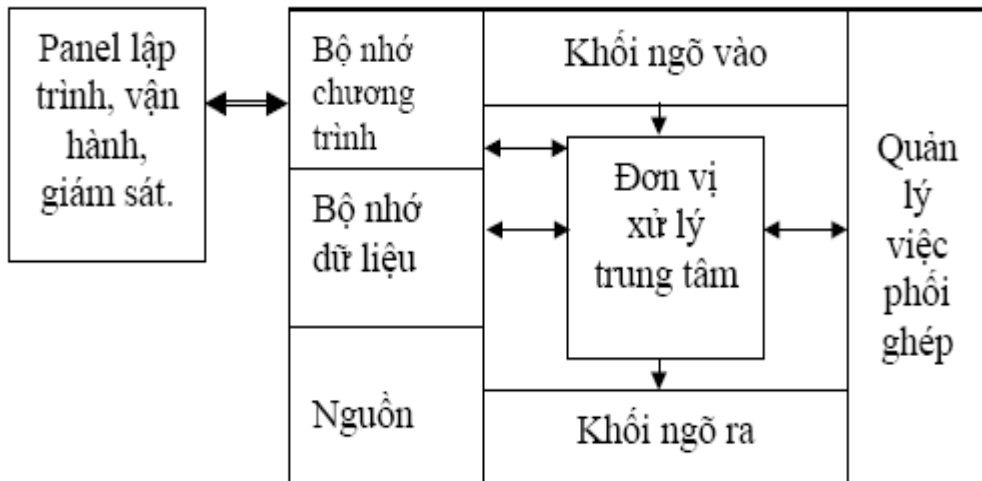 Panel lập
trình, vận
hành,
giám sát.
Bộ nhớ
chương
trình
Bộ nhớ
dữ liệu
Nguồn
Khối ngõ vào
Đơn vị
xử lý
trung tâm
Khối ngõ ra
Quản
lý
việc
phối
ghép